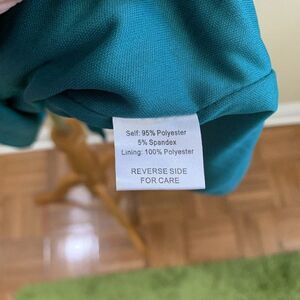 Self: 95% Polyester
5% Spandex
Lining: 100% Polyester
REVERSE SIDE
FOR CARE